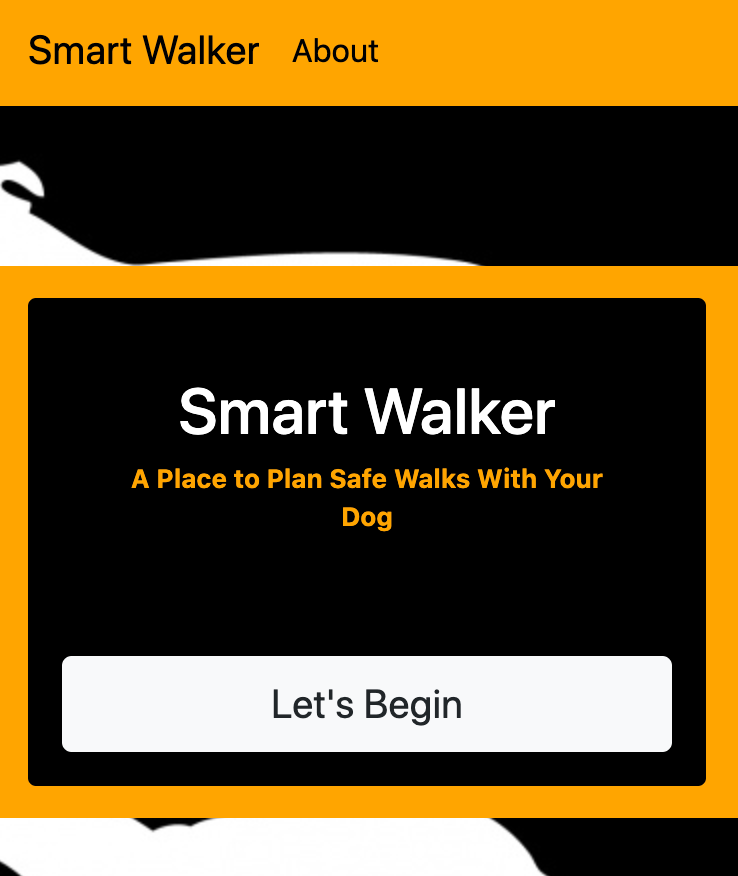 Smart Walker About
Smart Walker
A Place to Plan Safe Walks With Your
Dog
Let's Begin